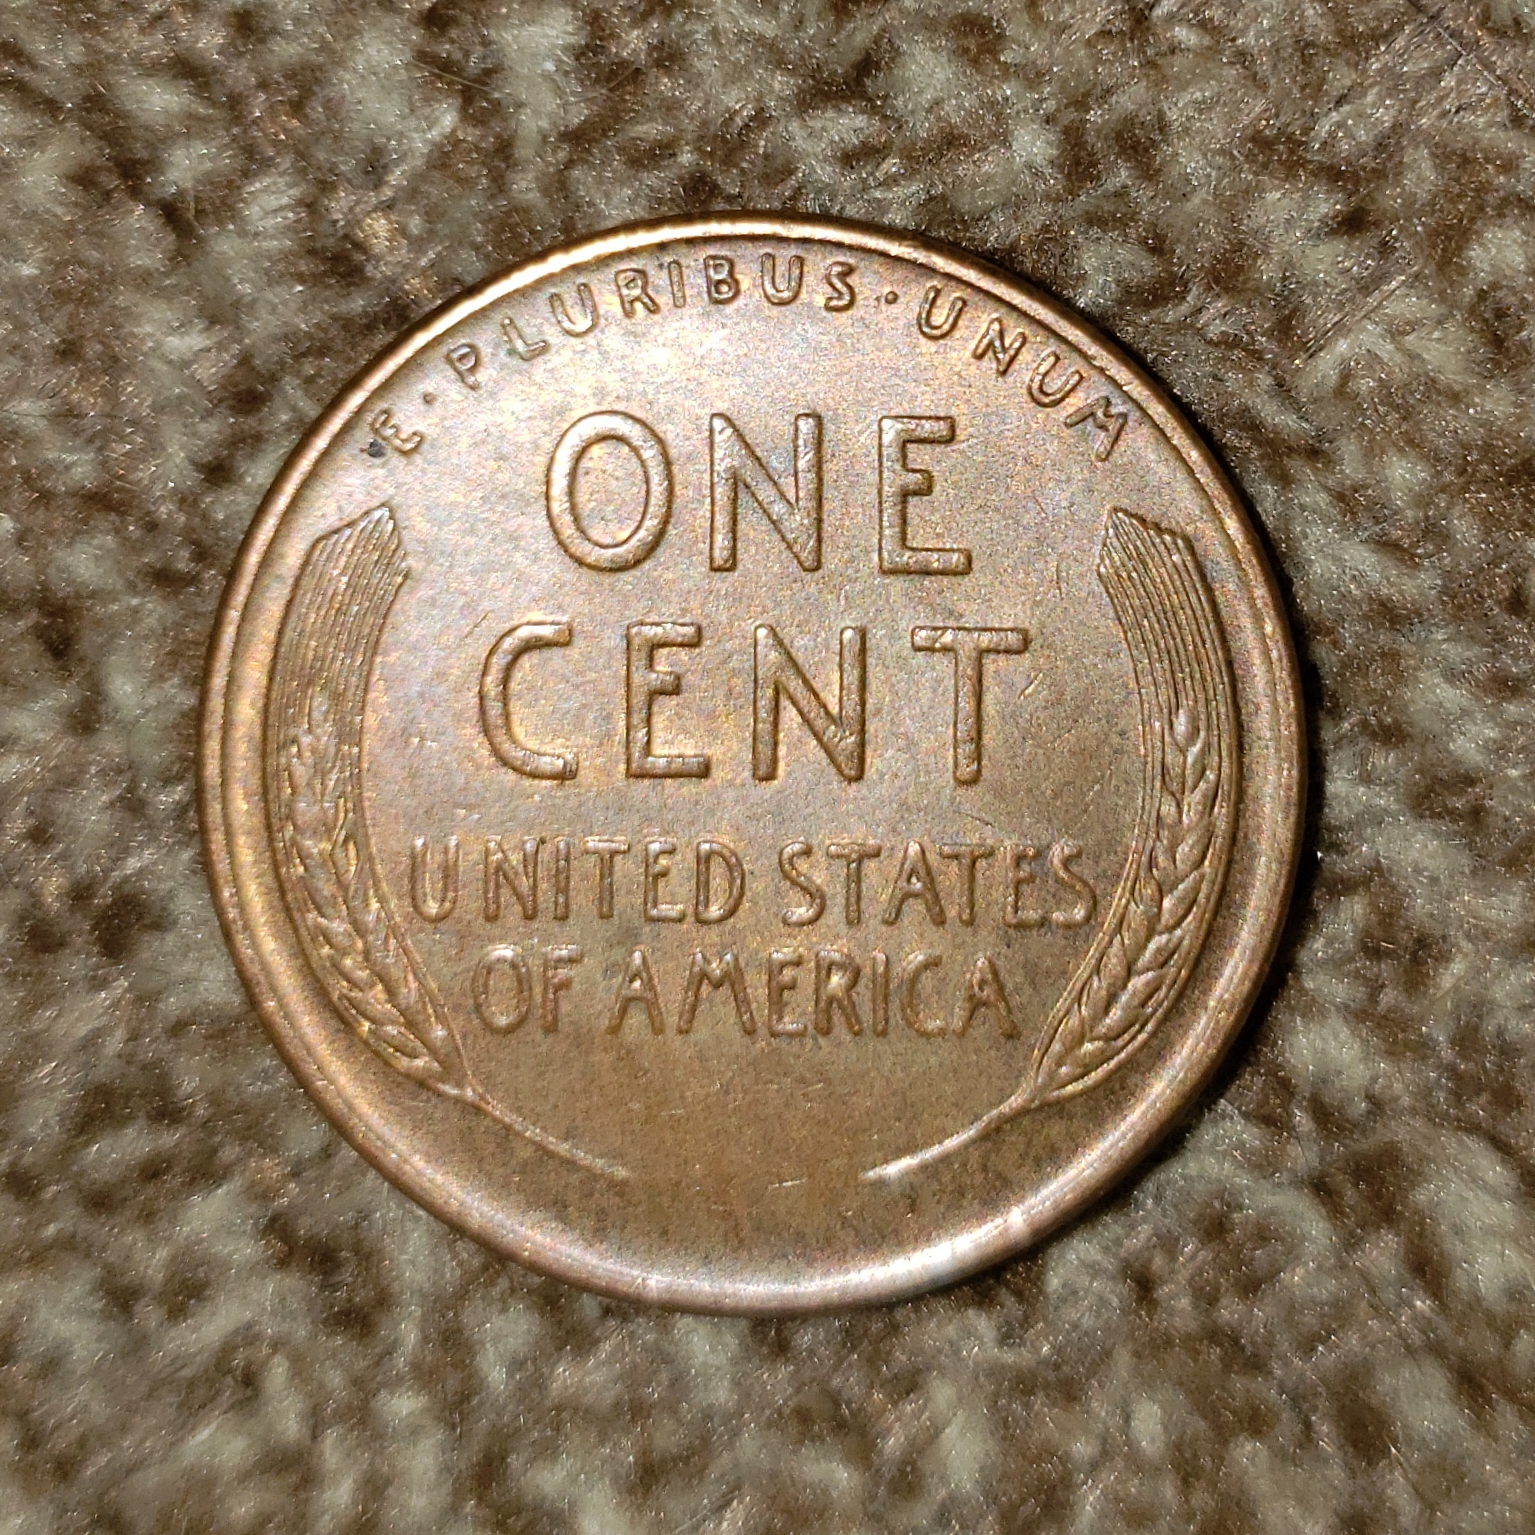 E·PLURIBUS·UNUM
ONE
CENT
UNITED STATES
OF AMERICA